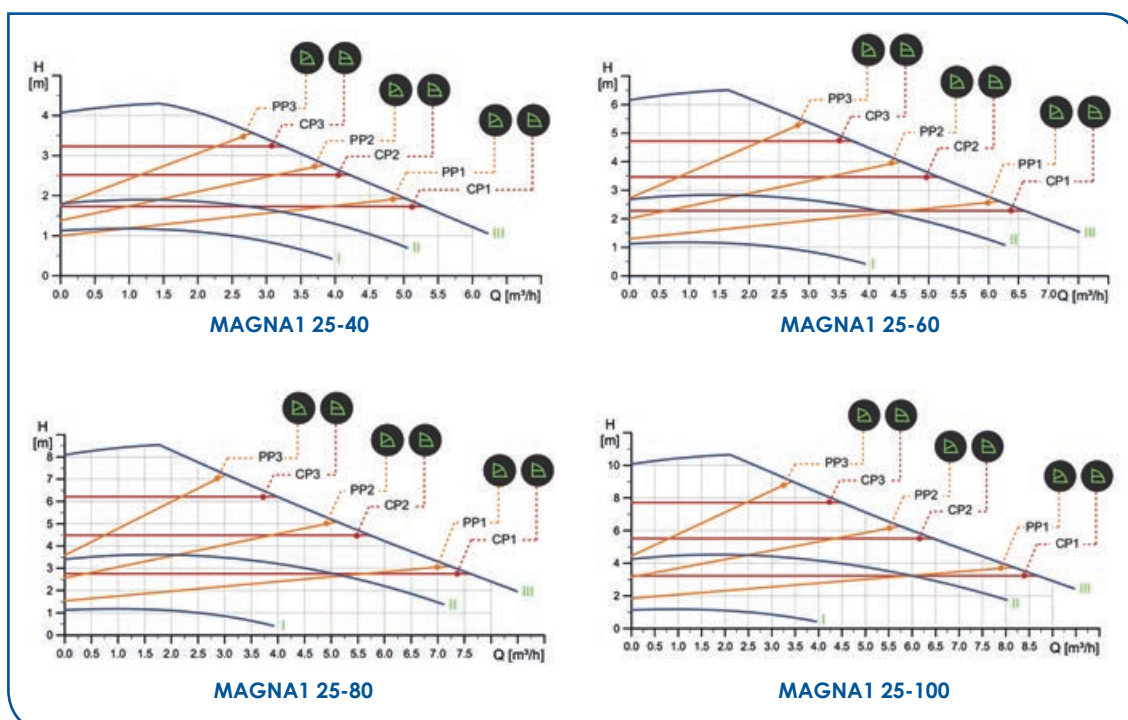 H
[m]
4
3
2
1
0
PP3
CP3
PP2
CP2
PP1
CP1
III
II
I
0.0 0.5 1.0 1.5 2.0 2.5 3.0 3.5 4.0 4.5 5.0 5.5 6.0 Q [m³/h]
MAGNA1 25-40
H
[m]
6
5
4
3
2
1
0
PP3
CP3
PP2
CP2
PP1
CP1
III
II
I
0.0 0.5 1.0 1.5 2.0 2.5 3.0 3.5 4.0 4.5 5.0 5.5 6.0 6.5 7.0 Q [m³/h]
MAGNA1 25-60
H
[m]
8
7
6
5
4
3
2
1
0
PP3
CP3
PP2
CP2
PP1
CP1
III
II
I
0.0 0.5 1.0 1.5 2.0 2.5 3.0 3.5 4.0 4.5 5.0 5.5 6.0 6.5 7.0 7.5 Q [m³/h]
MAGNA1 25-80
H
[m]
10
8
6
4
2
0
PP3
CP3
PP2
CP2
PP1
CP1
III
II
I
0.0 0.5 1.0 1.5 2.0 2.5 3.0 3.5 4.0 4.5 5.0 5.5 6.0 6.5 7.0 7.5 8.0 8.5 Q [m³/h]
MAGNA1 25-100